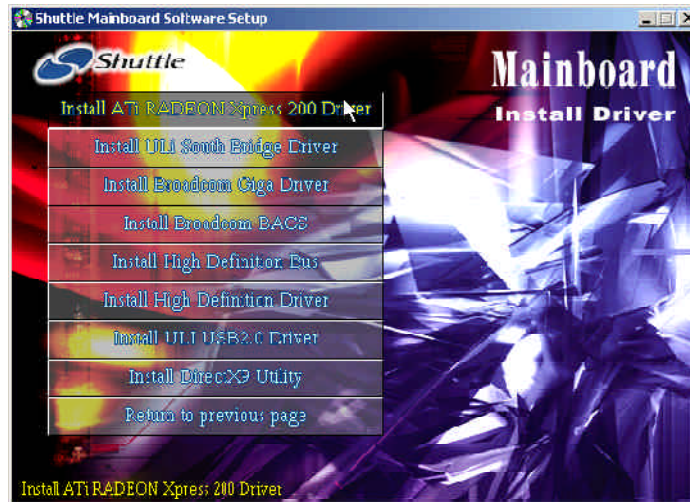 Shuttle Mainboard Software Setup
Shuttle
Mainboard
Install Driver
Install ATi RADEON Xpress 200 Driver
Install ULi South Bridge Driver
Install Broadcom Giga Driver
Install Broadcom BACS
Install High Definition Bus
Install High Definition Driver
Install ULI USB2.0 Driver
Install DirectX9 Utility
Return to previous page
Install ATi RADEON Xpress 200 Driver